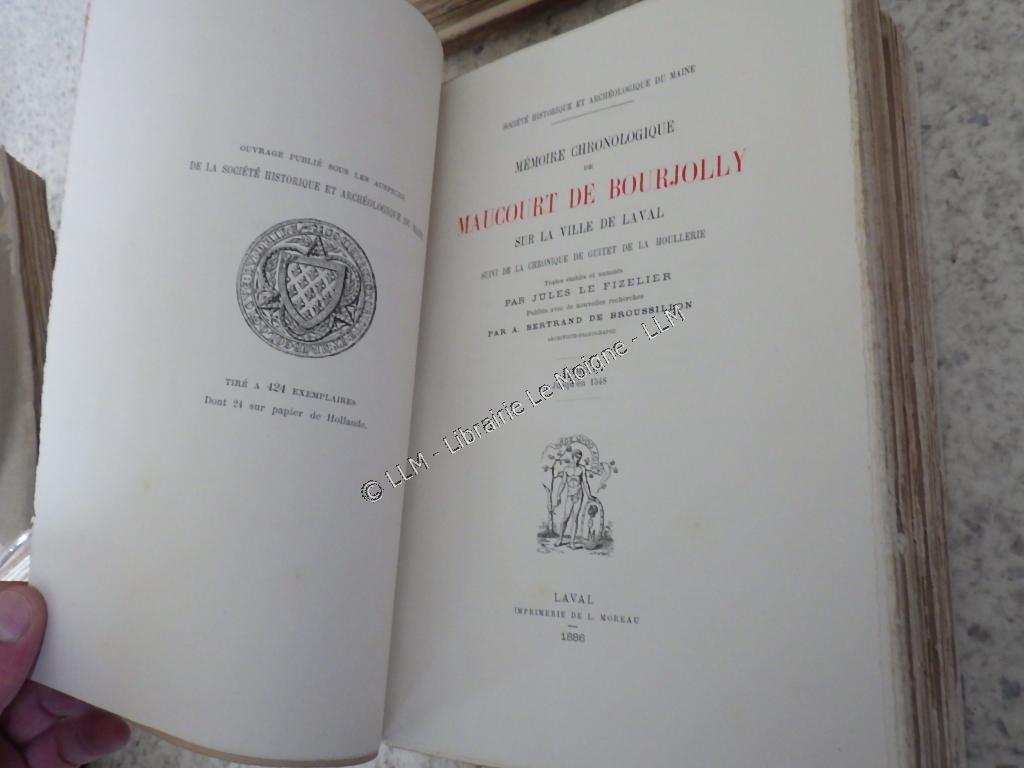 OUVRAGE PUBLIÉ SOUS LES AUSPICES
DE LA SOCIÉTÉ HISTORIQUE ET ARCHÉOLOGIQUE DU MAINE
TIRÉ A 424 EXEMPLAIRES
Dont 24 sur papier de Hollande.
SOCIÉTÉ HISTORIQUE ET ARCHÉOLOGIQUE DU MAINE
MÉMOIRE CHRONOLOGIQUE
DE
MAUCOURT DE BOURJOLLY
SUR LA VILLE DE LAVAL
SUIVI DE LA CHRONIQUE DE GUITET DE LA HOULLERIE
Textes établis et annotés
PAR JULES LE FIZELIER
Publiés avec de nouvelles recherches
PAR A. BERTRAND DE BROUSSILLON
ARCHIVISTE-PALÉOGRAPHE
en 1548
LAVAL
IMPRIMERIE DE L. MOREAU
1886
© LLM - Librairie Le Moigne - LLM